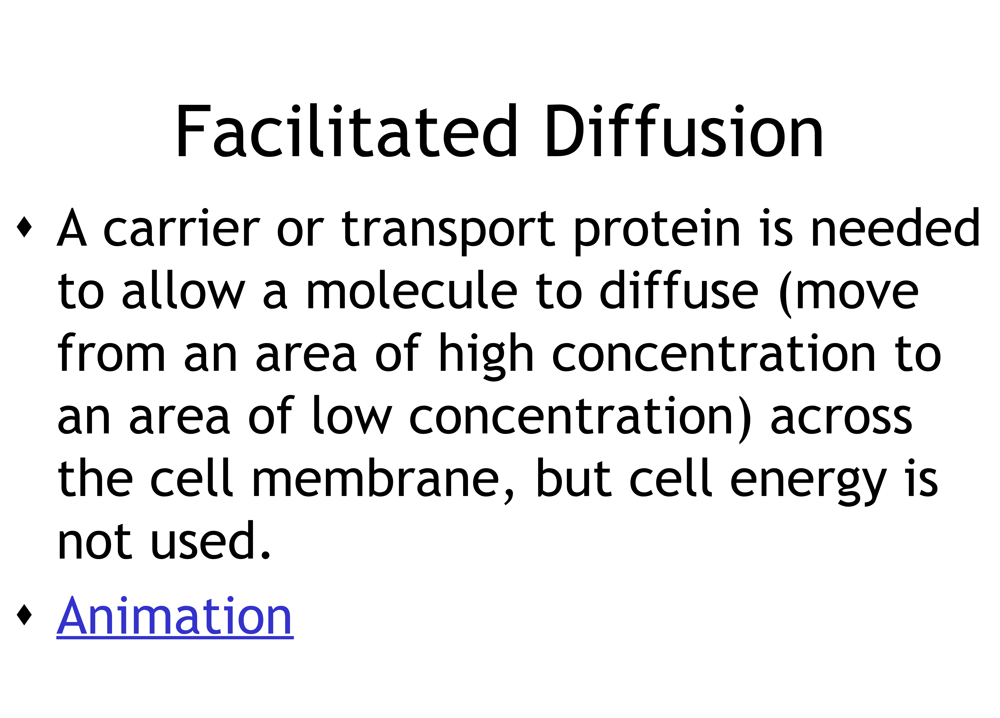 Facilitated Diffusion
♦ A carrier or transport protein is needed
to allow a molecule to diffuse (move
from an area of high concentration to
an area of low concentration) across
the cell membrane, but cell energy is
not used.
♦ Animation